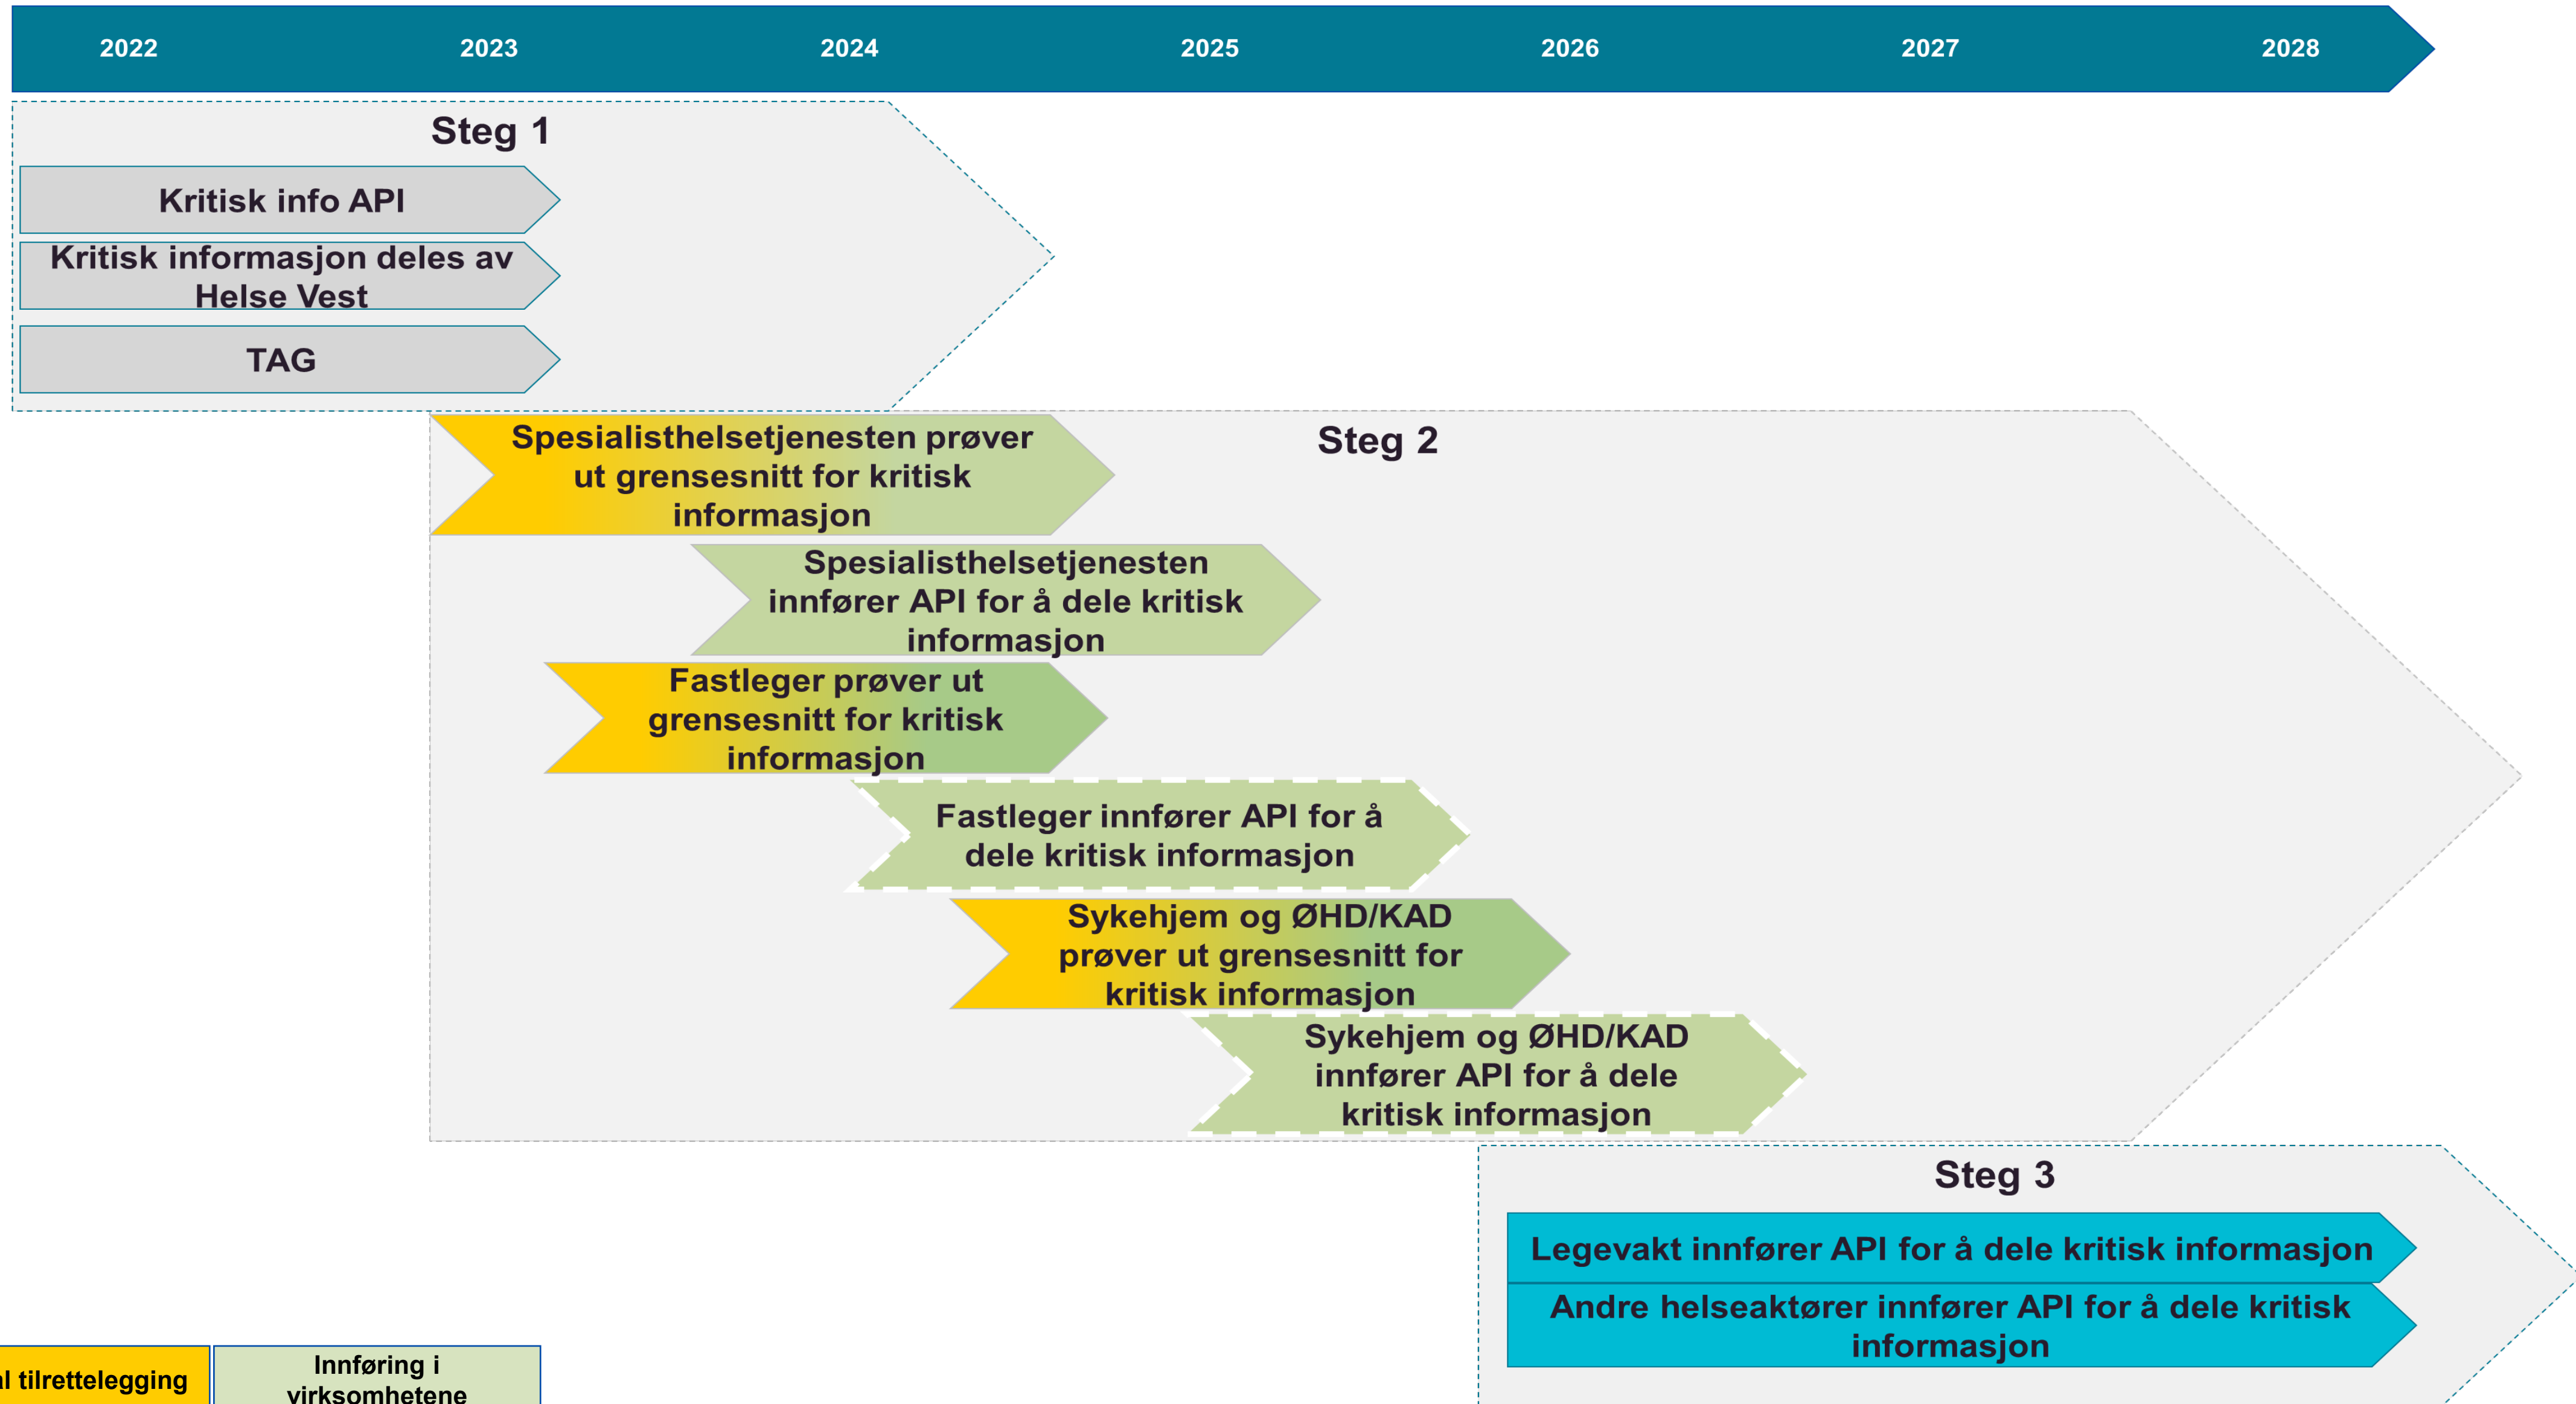 2022 2023 2024 2025 2026 2027 2028
Steg 1
Kritisk info API
Kritisk informasjon deles av
Helse Vest
TAG
Steg 2
Spesialisthelsetjenesten prøver
ut grensesnitt for kritisk
informasjon
Spesialisthelsetjenesten
innfører API for å dele kritisk
informasjon
Fastleger prøver ut
grensesnitt for kritisk
informasjon
Fastleger innfører API for å
dele kritisk informasjon
Sykehjem og ØHD/KAD
prøver ut grensesnitt for
kritisk informasjon
Sykehjem og ØHD/KAD
innfører API for å dele
kritisk informasjon
Steg 3
Legevakt innfører API for å dele kritisk informasjon
Andre helseaktører innfører API for å dele kritisk
informasjon
tilrettelegging
Innføring i
virksomhetene